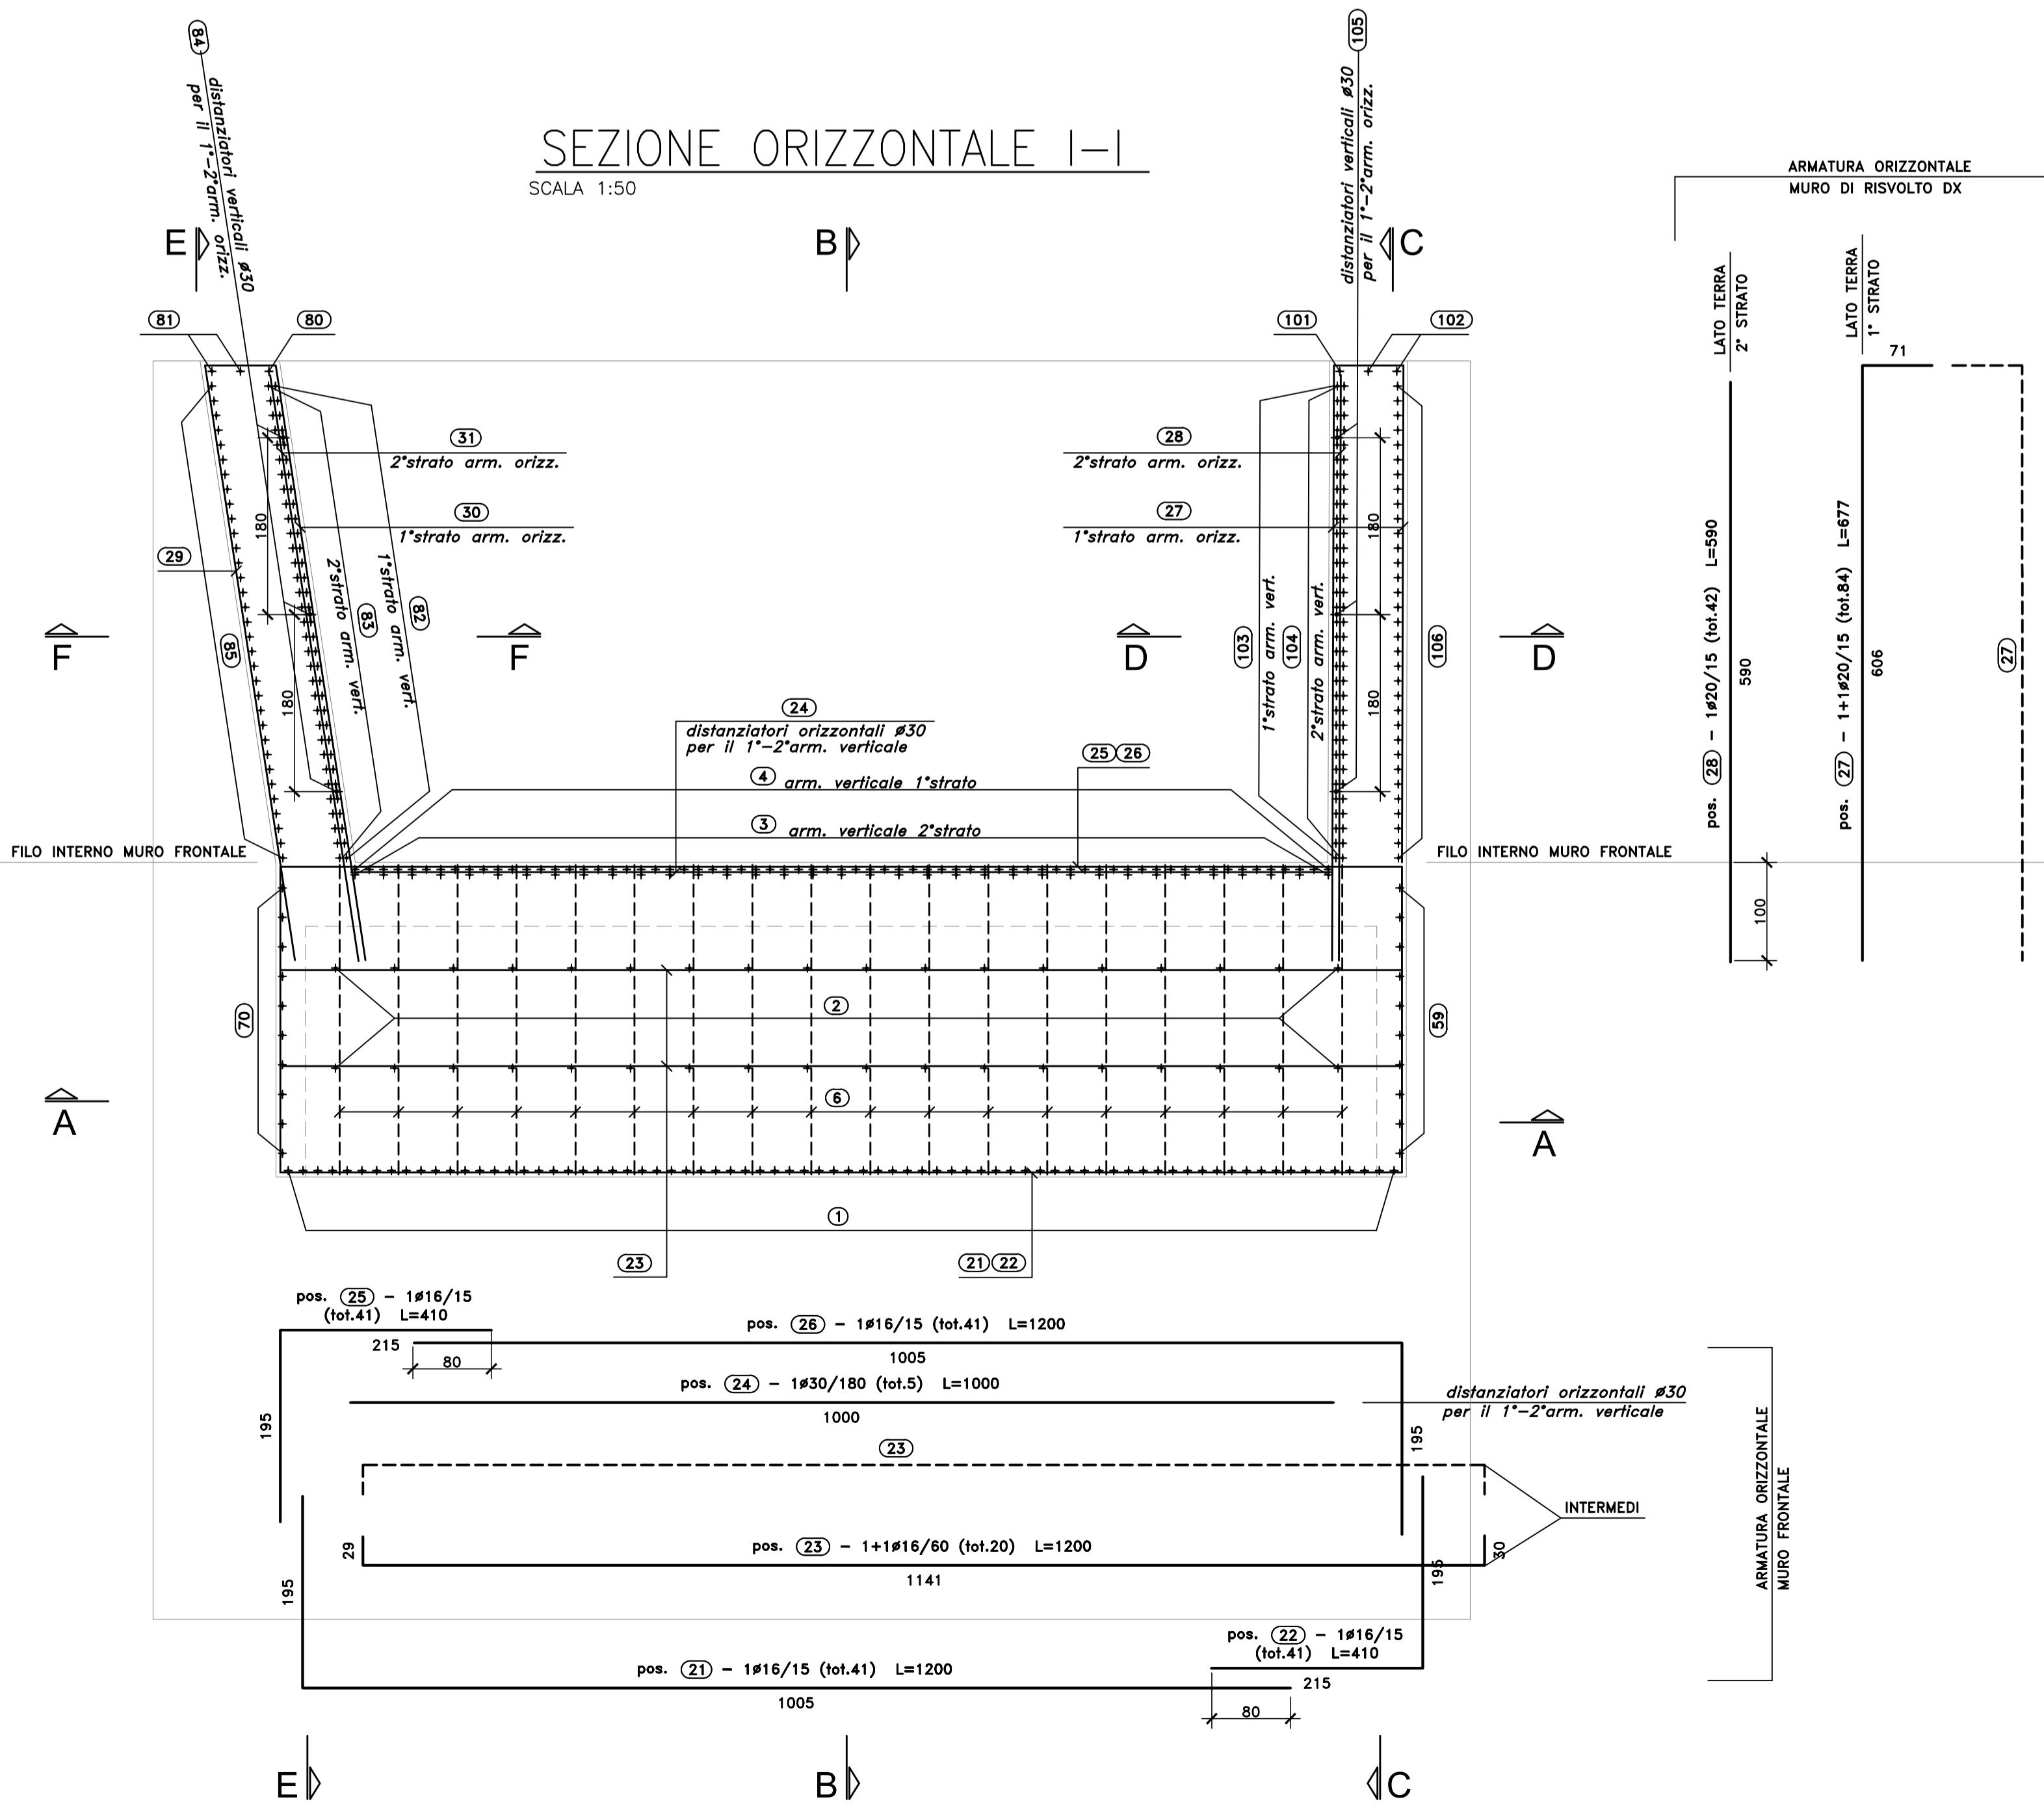 84
distanziatori verticali ø30
per il 1°-2°arm. orizz.
105
distanziatori verticali ø30
per il 1°-2°arm. orizz.
SEZIONE ORIZZONTALE I-I
SCALA 1:50
ARMATURA ORIZZONTALE
MURO DI RISVOLTO DX
E
B
C
LATO TERRA
2° STRATO
LATO TERRA
1° STRATO
81
80
101
102
71
31
2°strato arm. orizz.
28
2°strato arm. orizz.
30
1°strato arm. orizz.
27
1°strato arm. orizz.
180
180
29
85
2°strato arm. vert.
83
1°strato arm. vert.
82
103
1°strato arm. vert.
104
2°strato arm. vert.
106
180
180
pos. 28 - 1ø20/15 (tot.42) L=590
590
pos. 27 - 1+1ø20/15 (tot.84) L=677
606
27
F
F
D
D
24
distanziatori orizzontali ø30
per il 1°-2°arm. verticale
25 26
4 arm. verticale 1°strato
3 arm. verticale 2°strato
FILO INTERNO MURO FRONTALE
FILO INTERNO MURO FRONTALE
100
70
2
59
6
A
A
1
23
21 22
pos. 25 - 1ø16/15
(tot.41) L=410
215
80
195
pos. 26 - 1ø16/15 (tot.41) L=1200
1005
195
pos. 24 - 1ø30/180 (tot.5) L=1000
1000
distanziatori orizzontali ø30
per il 1°-2°arm. verticale
23
INTERMEDI
29
pos. 23 - 1+1ø16/60 (tot.20) L=1200
1141
30
195
195
pos. 22 - 1ø16/15
(tot.41) L=410
215
80
pos. 21 - 1ø16/15 (tot.41) L=1200
1005
ARMATURA ORIZZONTALE
MURO FRONTALE
E
B
C